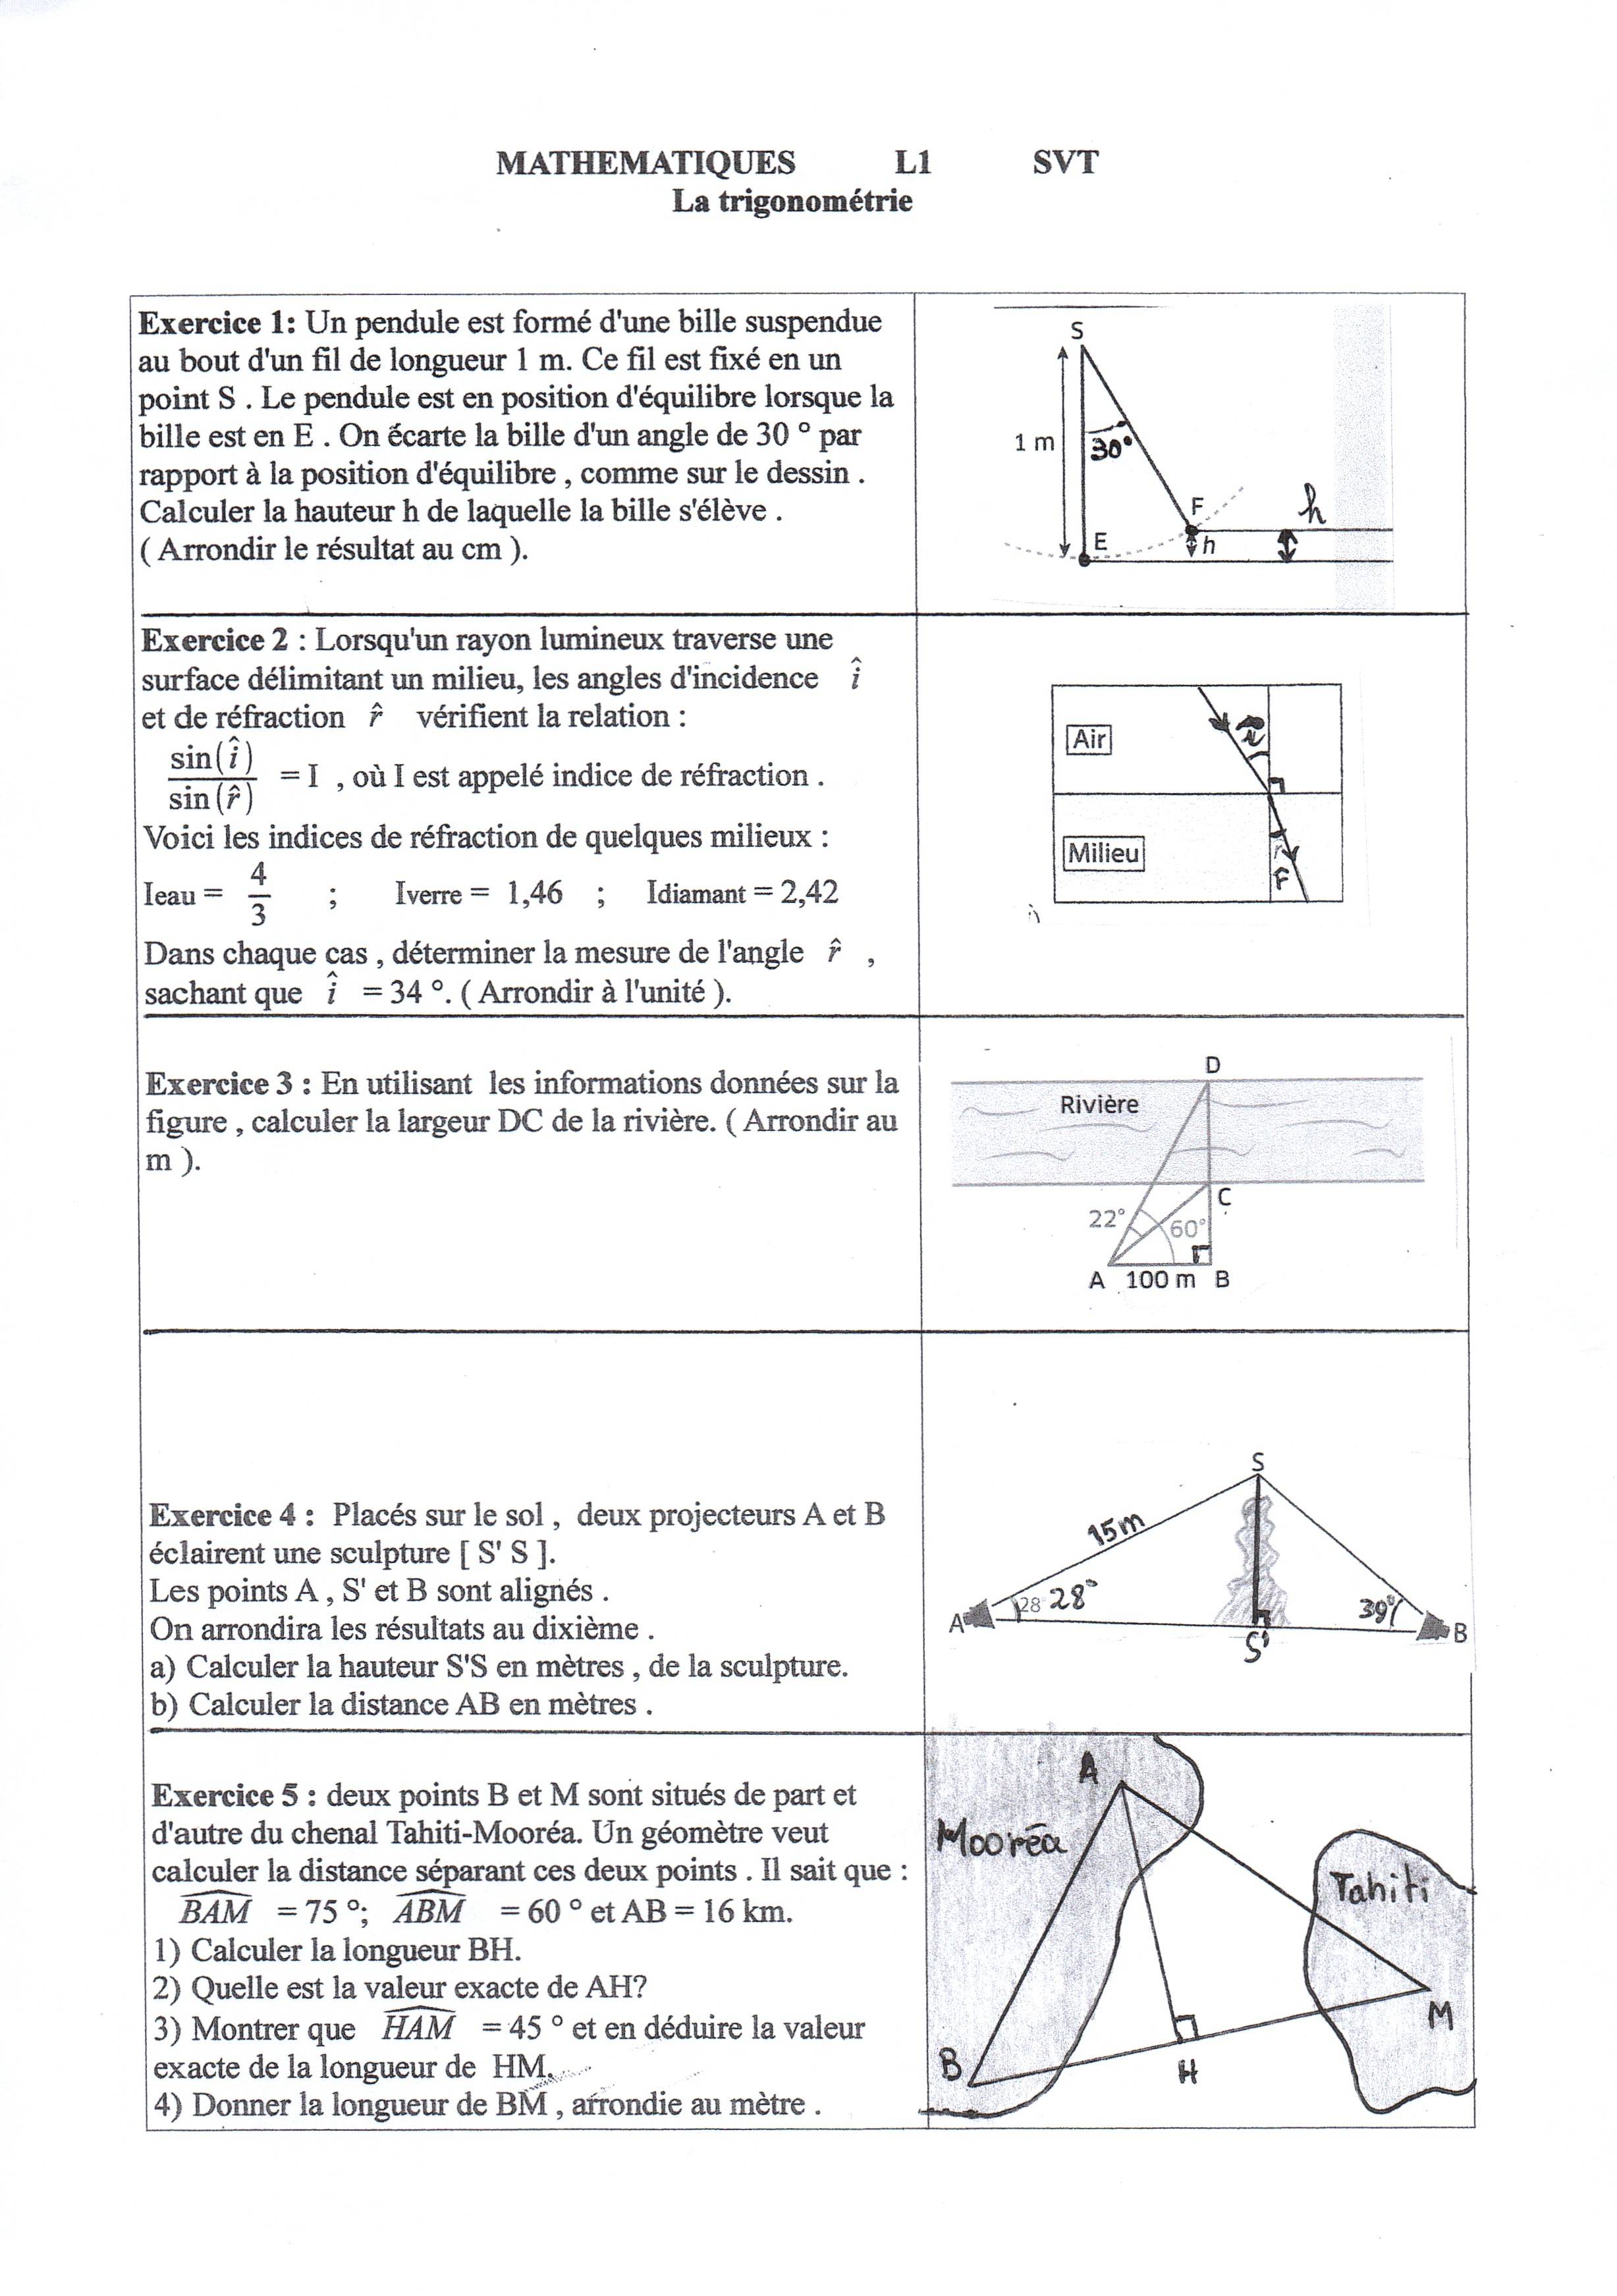 MATHEMATIQUES L1 SVT
La trigonométrie
Exercice 1: Un pendule est formé d'une bille suspendue
au bout d'un fil de longueur 1 m. Ce fil est fixé en un
point S . Le pendule est en position d'équilibre lorsque la
bille est en E . On écarte la bille d'un angle de 30 ° par
rapport à la position d'équilibre , comme sur le dessin .
Calculer la hauteur h de laquelle la bille s'élève .
( Arrondir le résultat au cm ).
S
1 m
30°
F
h
E
h
Exercice 2 : Lorsqu'un rayon lumineux traverse une
surface délimitant un milieu, les angles d'incidence î
et de réfraction r̂ vérifient la relation :
sin(î)/sin(r̂) = I , où I est appelé indice de réfraction .
Voici les indices de réfraction de quelques milieux :
Ieau = 4/3 ; Iverre = 1,46 ; Idiamant = 2,42
Dans chaque cas , déterminer la mesure de l'angle r̂ ,
sachant que î = 34 °. ( Arrondir à l'unité ).
Air
Milieu
r̂
Exercice 3 : En utilisant les informations données sur la
figure , calculer la largeur DC de la rivière. ( Arrondir au
m ).
D
Rivière
C
22°
60°
A 100 m B
Exercice 4 : Placés sur le sol , deux projecteurs A et B
éclairent une sculpture [ S' S ].
Les points A , S' et B sont alignés .
On arrondira les résultats au dixième .
a) Calculer la hauteur S'S en mètres , de la sculpture.
b) Calculer la distance AB en mètres .
S
15m
A 28 28° 39° B
S'
Exercice 5 : deux points B et M sont situés de part et
d'autre du chenal Tahiti-Mooréa. Un géomètre veut
calculer la distance séparant ces deux points . Il sait que :
BAM = 75 °; ABM = 60 ° et AB = 16 km.
1) Calculer la longueur BH.
2) Quelle est la valeur exacte de AH?
3) Montrer que HAM = 45 ° et en déduire la valeur
exacte de la longueur de HM.
4) Donner la longueur de BM , arrondie au mètre .
A
Mooréa
Tahiti
M
B
H